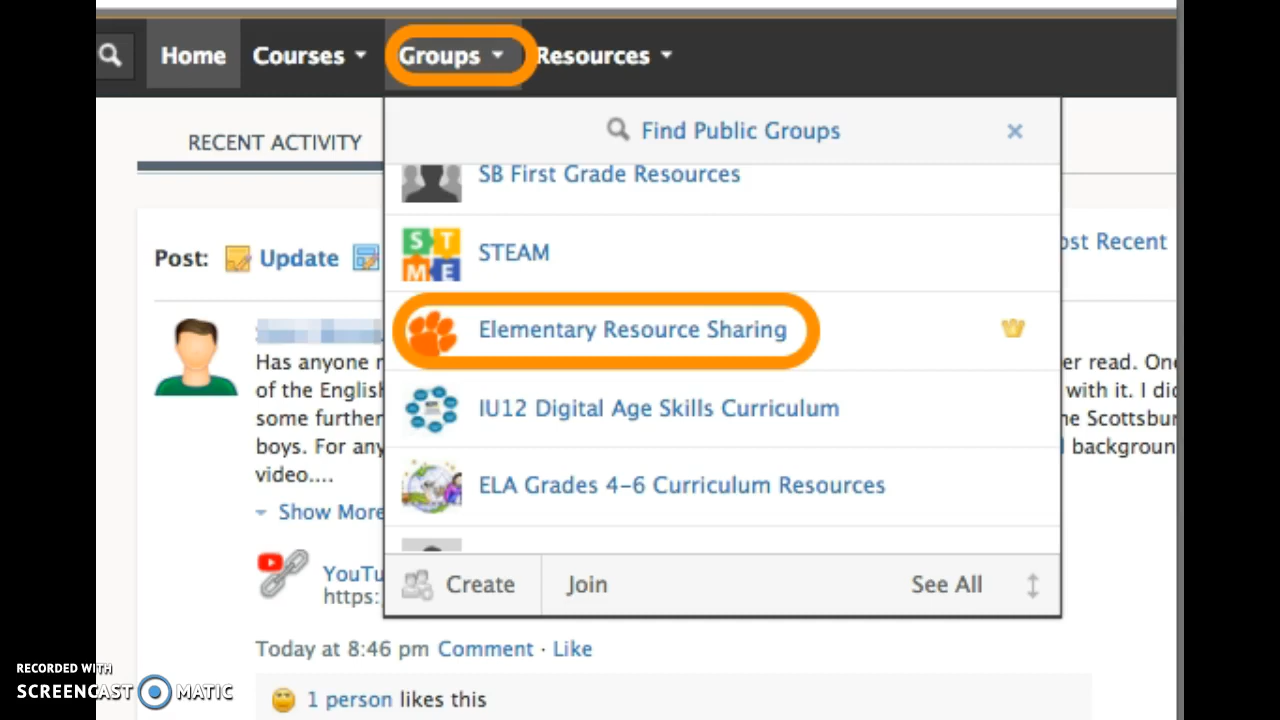 Home Courses Groups Resources
Find Public Groups ×
RECENT ACTIVITY
SB First Grade Resources
Post: Update
ost Recent
S T M E
STEAM
Elementary Resource Sharing
Has anyone
er read. One
of the English
with it. I did
IU12 Digital Age Skills Curriculum
some further
he Scottsbur
boys. For any
background
video....
ELA Grades 4-6 Curriculum Resources
Show More
YouTu
https:
Create Join See All
Today at 8:46 pm Comment · Like
1 person likes this
RECORDED WITH
SCREENCAST MATIC